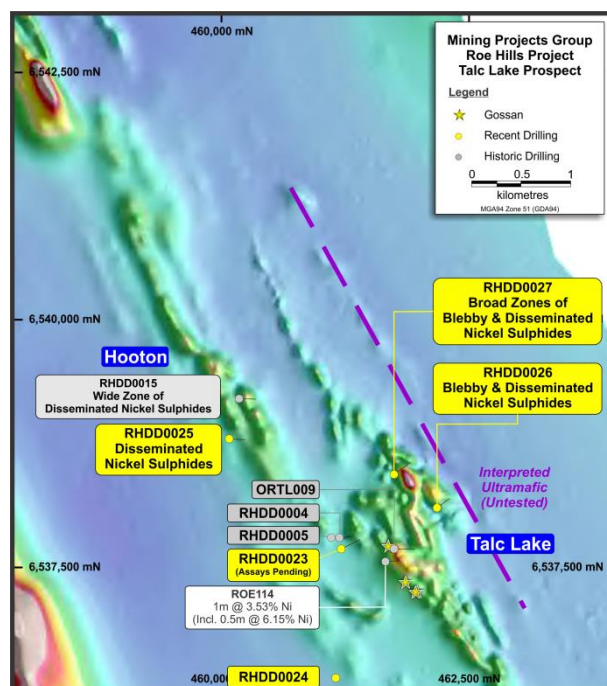 460,000 mN
6,542,500 mN
Mining Projects Group
Roe Hills Project
Talc Lake Prospect
Legend
Gossan
Recent Drilling
Historic Drilling
0 0.5 1
kilometres
MGA94 Zone 51 (GDA94)
RHDD0027
Broad Zones of
Blebby & Disseminated
Nickel Sulphides
6,540,000 mN
Hooton
RHDD0015
Wide Zone of
Disseminated Nickel Sulphides
RHDD0026
Blebby & Disseminated
Nickel Sulphides
RHDD0025
Disseminated
Nickel Sulphides
Interpreted
Ultramafic
(Untested)
ORTL009
RHDD0004
RHDD0005
Talc Lake
RHDD0023
(Assays Pending)
6,537,500 mN
6,537,500 mN
ROE114
1m @ 3.53% Ni
(Incl. 0.5m @ 6.15% Ni)
460,000 mN
462,500 mN
RHDD0024